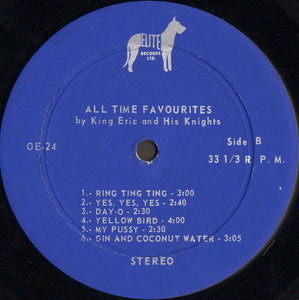 ELITE
RECORDS
LTD.
ALL TIME FAVOURITES
by King Eric and His Knights
OE-24
Side B
33 1/3 R. P. M.
1.- RING TING TING - 3:00
2.- YES, YES, YES - 2:40
3.- DAY-O - 2:30
4.- YELLOW BIRD - 4:00
5.- MY PUSSY - 2:30
6.- GIN AND COCONUT WATER - 3:05
STEREO